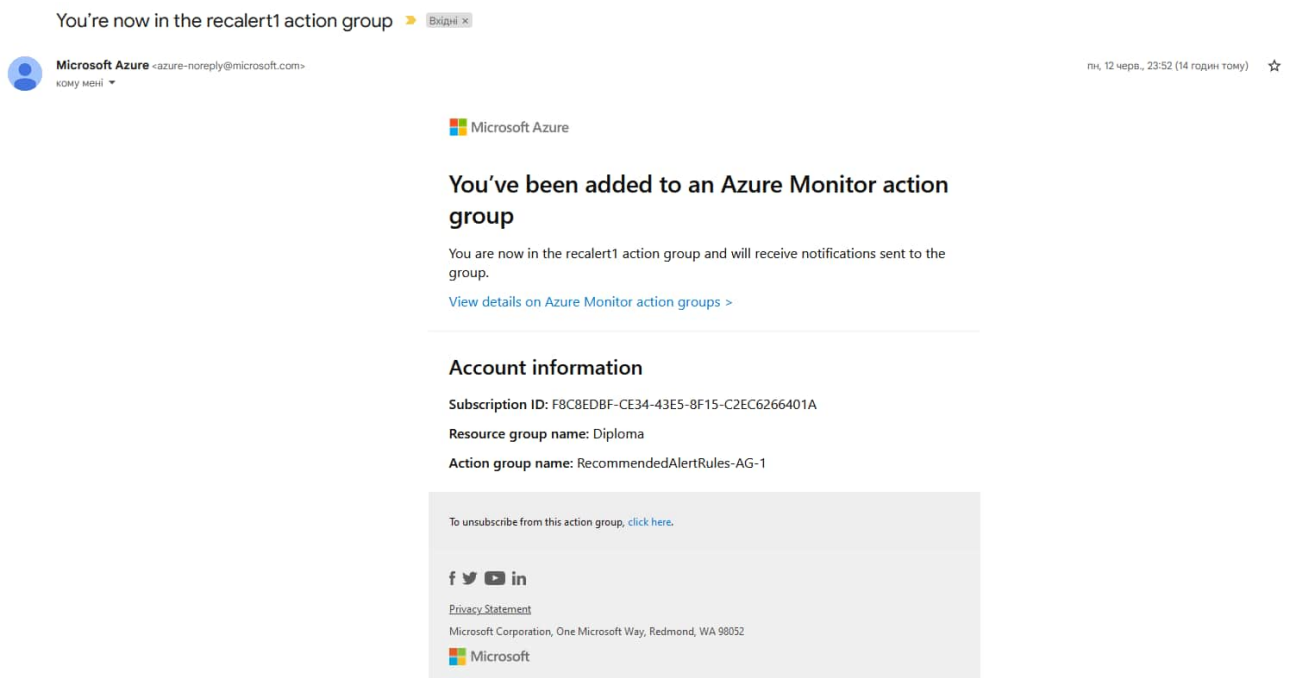 You’re now in the recalert1 action group Вхідні ×
Microsoft Azure <azure-noreply@microsoft.com>
кому мені
пн, 12 черв., 23:52 (14 годин тому)
Microsoft Azure
You’ve been added to an Azure Monitor action
group
You are now in the recalert1 action group and will receive notifications sent to the
group.
View details on Azure Monitor action groups >
Account information
Subscription ID: F8C8EDBF-CE34-43E5-8F15-C2EC6266401A
Resource group name: Diploma
Action group name: RecommendedAlertRules-AG-1
To unsubscribe from this action group, click here.
Privacy Statement
Microsoft Corporation, One Microsoft Way, Redmond, WA 98052
Microsoft